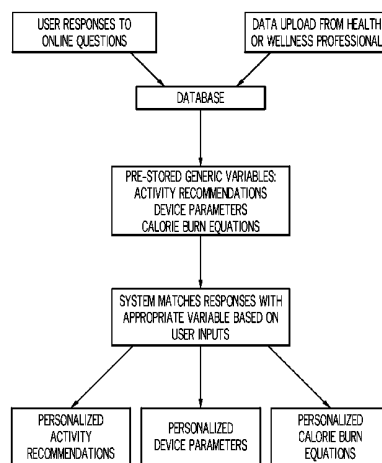 USER RESPONSES TO
ONLINE QUESTIONS
DATA UPLOAD FROM HEALTH
OR WELLNESS PROFESSIONAL
DATABASE
PRE-STORED GENERIC VARIABLES:
ACTIVITY RECOMMENDATIONS
DEVICE PARAMETERS
CALORIE BURN EQUATIONS
SYSTEM MATCHES RESPONSES WITH
APPROPRIATE VARIABLE BASED ON
USER INPUTS
PERSONALIZED
ACTIVITY
RECOMMENDATIONS
PERSONALIZED
DEVICE PARAMETERS
PERSONALIZED
CALORIE BURN
EQUATIONS